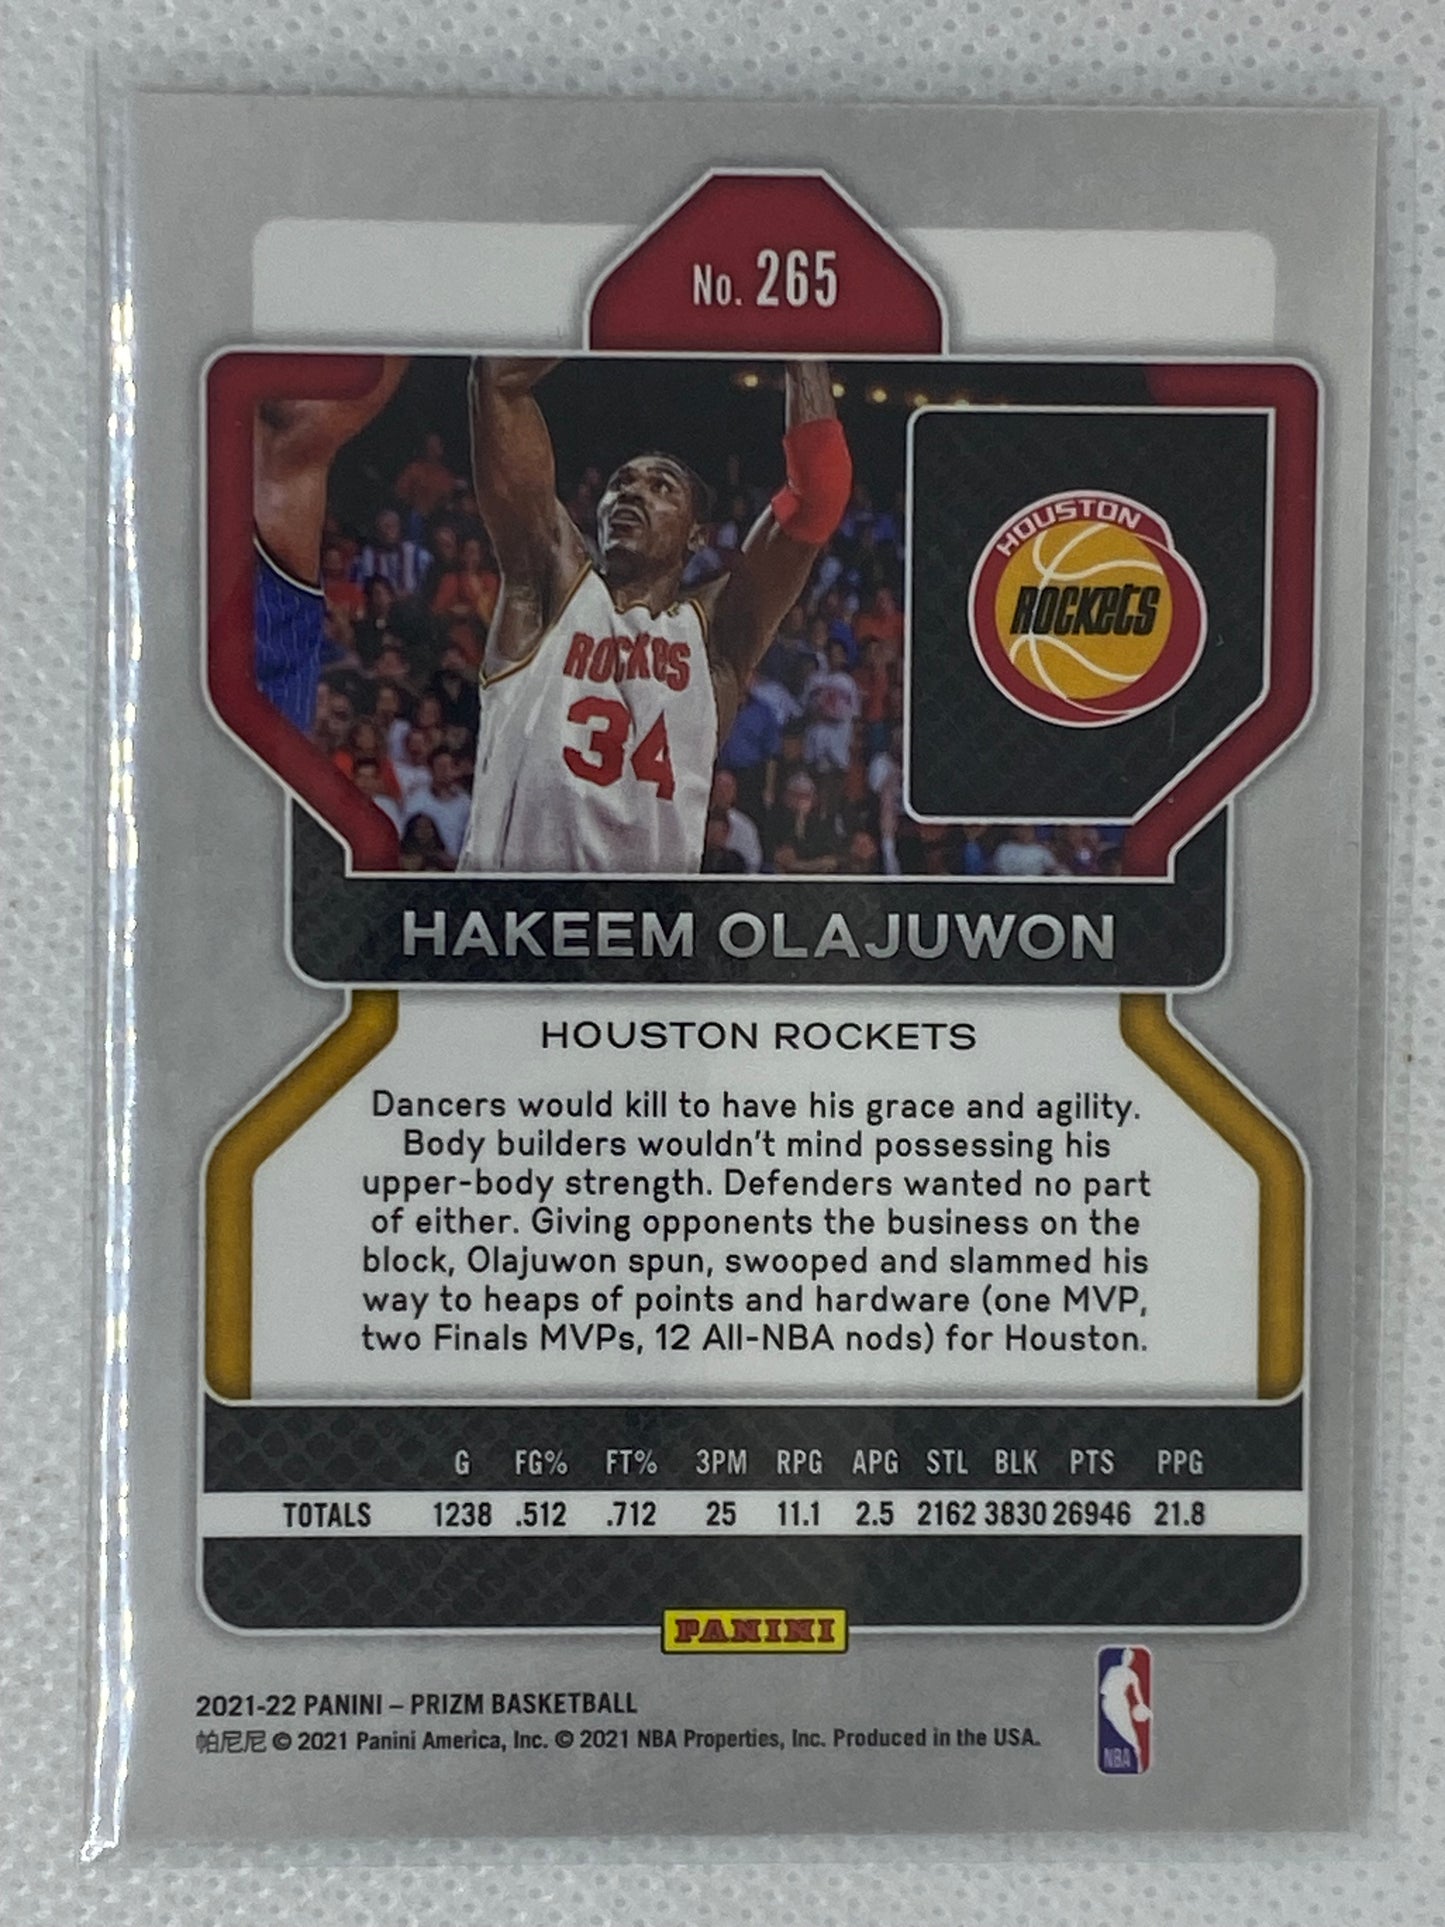 No. 265
HOUSTON
ROCKETS
ROCKETS
34
HAKEEM OLAJUWON
HOUSTON ROCKETS
Dancers would kill to have his grace and agility.
Body builders wouldn't mind possessing his
upper-body strength. Defenders wanted no part
of either. Giving opponents the business on the
block, Olajuwon spun, swooped and slammed his
way to heaps of points and hardware (one MVP,
two Finals MVPs, 12 All-NBA nods) for Houston.
G FG% FT% 3PM RPG APG STL BLK PTS PPG
TOTALS 1238 .512 .712 25 11.1 2.5 2162 3830 26946 21.8
PANINI
2021-22 PANINI – PRIZM BASKETBALL
帕尼尼 © 2021 Panini America, Inc. © 2021 NBA Properties, Inc. Produced in the USA.
NBA